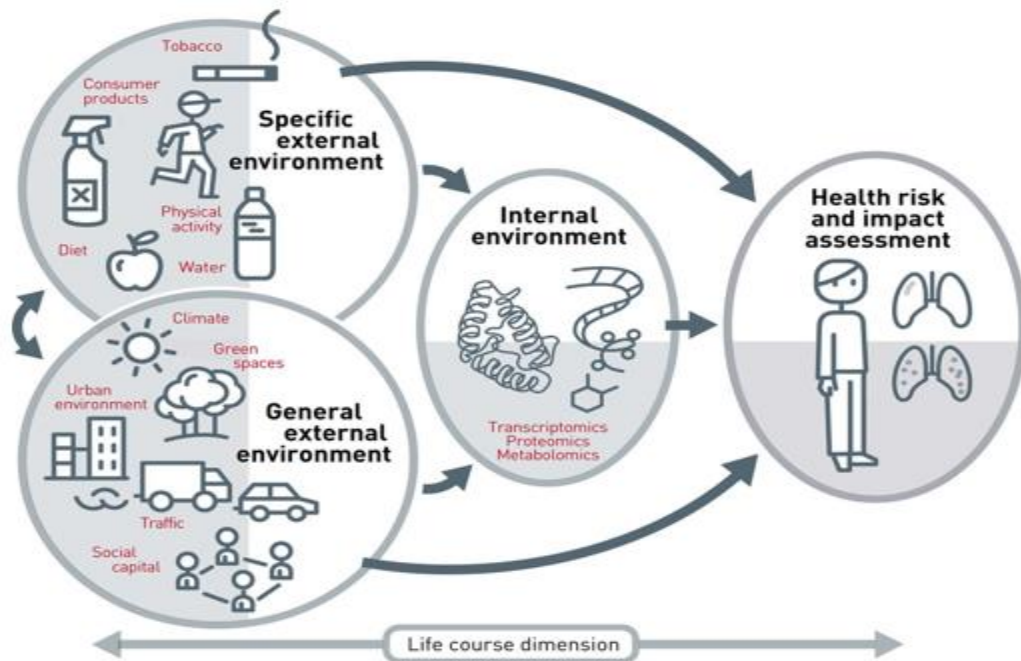 Tobacco
Consumer
products
Specific
external
environment
Physical
activity
Diet
Water
Climate
Green
spaces
Urban
environment
General
external
environment
Traffic
Social
capital
Internal
environment
Transcriptomics
Proteomics
Metabolomics
Health risk
and impact
assessment
Life course dimension